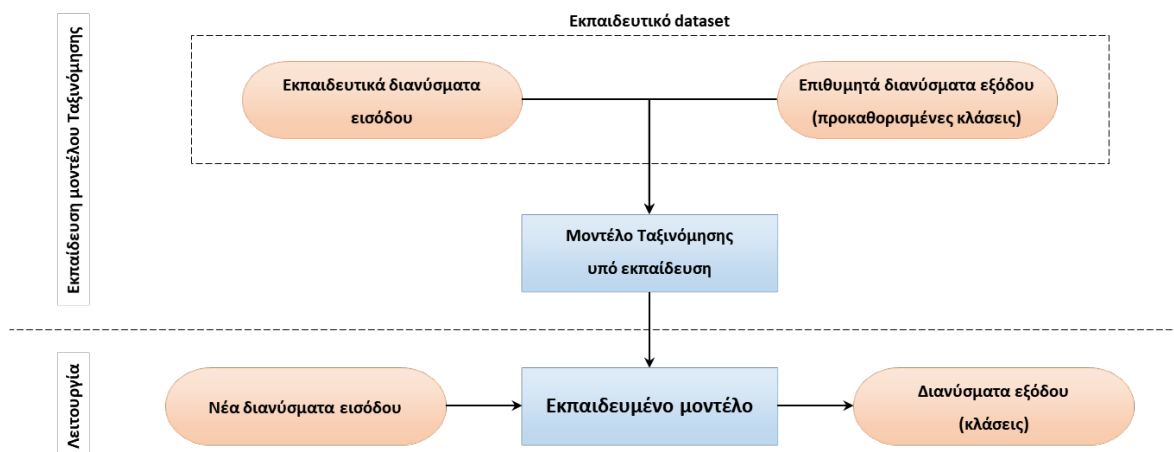 Εκπαιδευτικό dataset
Εκπαίδευση μοντέλου Ταξινόμησης
Εκπαιδευτικά διανύσματα
εισόδου
Επιθυμητά διανύσματα εξόδου
(προκαθορισμένες κλάσεις)
Μοντέλο Ταξινόμησης
υπό εκπαίδευση
Λειτουργία
Νέα διανύσματα εισόδου
Εκπαιδευμένο μοντέλο
Διανύσματα εξόδου
(κλάσεις)